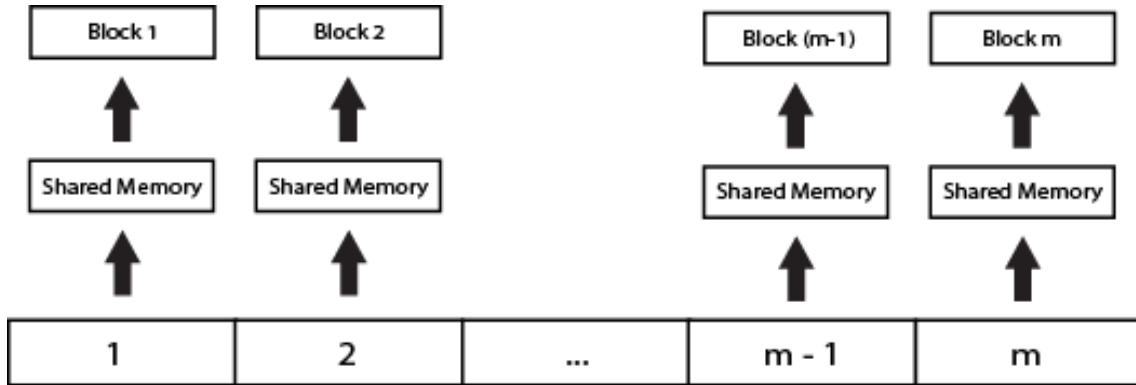 Block 1
Block 2
Block (m-1)
Block m
Shared Memory
Shared Memory
Shared Memory
Shared Memory
1
2
...
m - 1
m